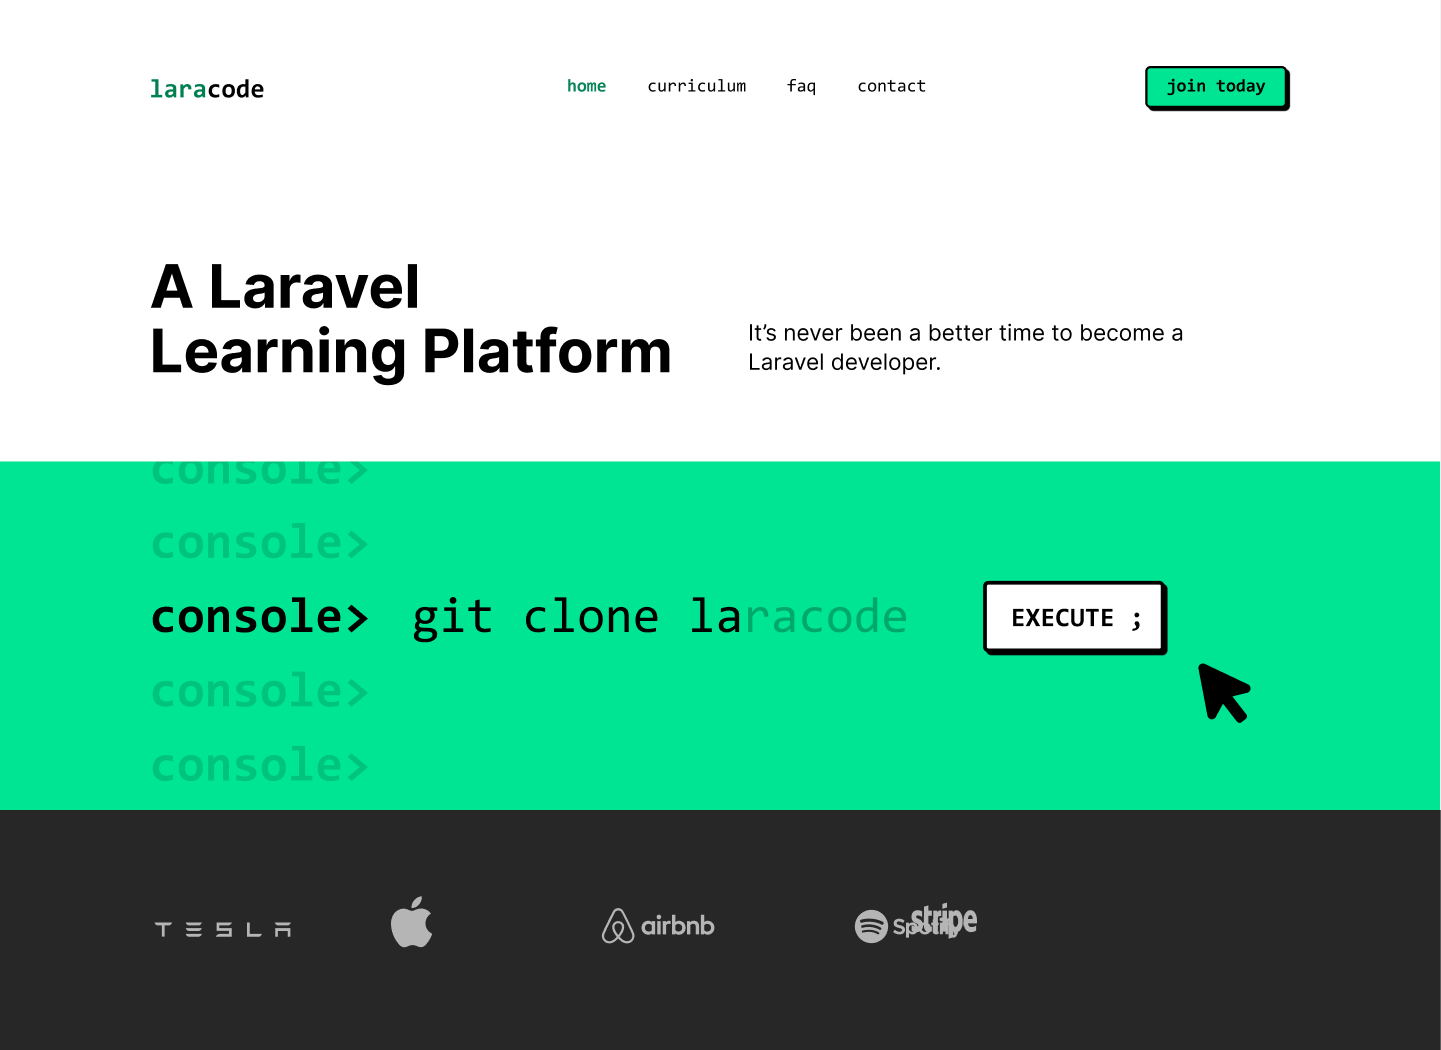 laracode
home curriculum faq contact
join today
A Laravel
Learning Platform
It's never been a better time to become a
Laravel developer.
console>
console>
console> git clone laracode
EXECUTE ;
console>
console>
TESLA
airbnb
Spotify
stripe